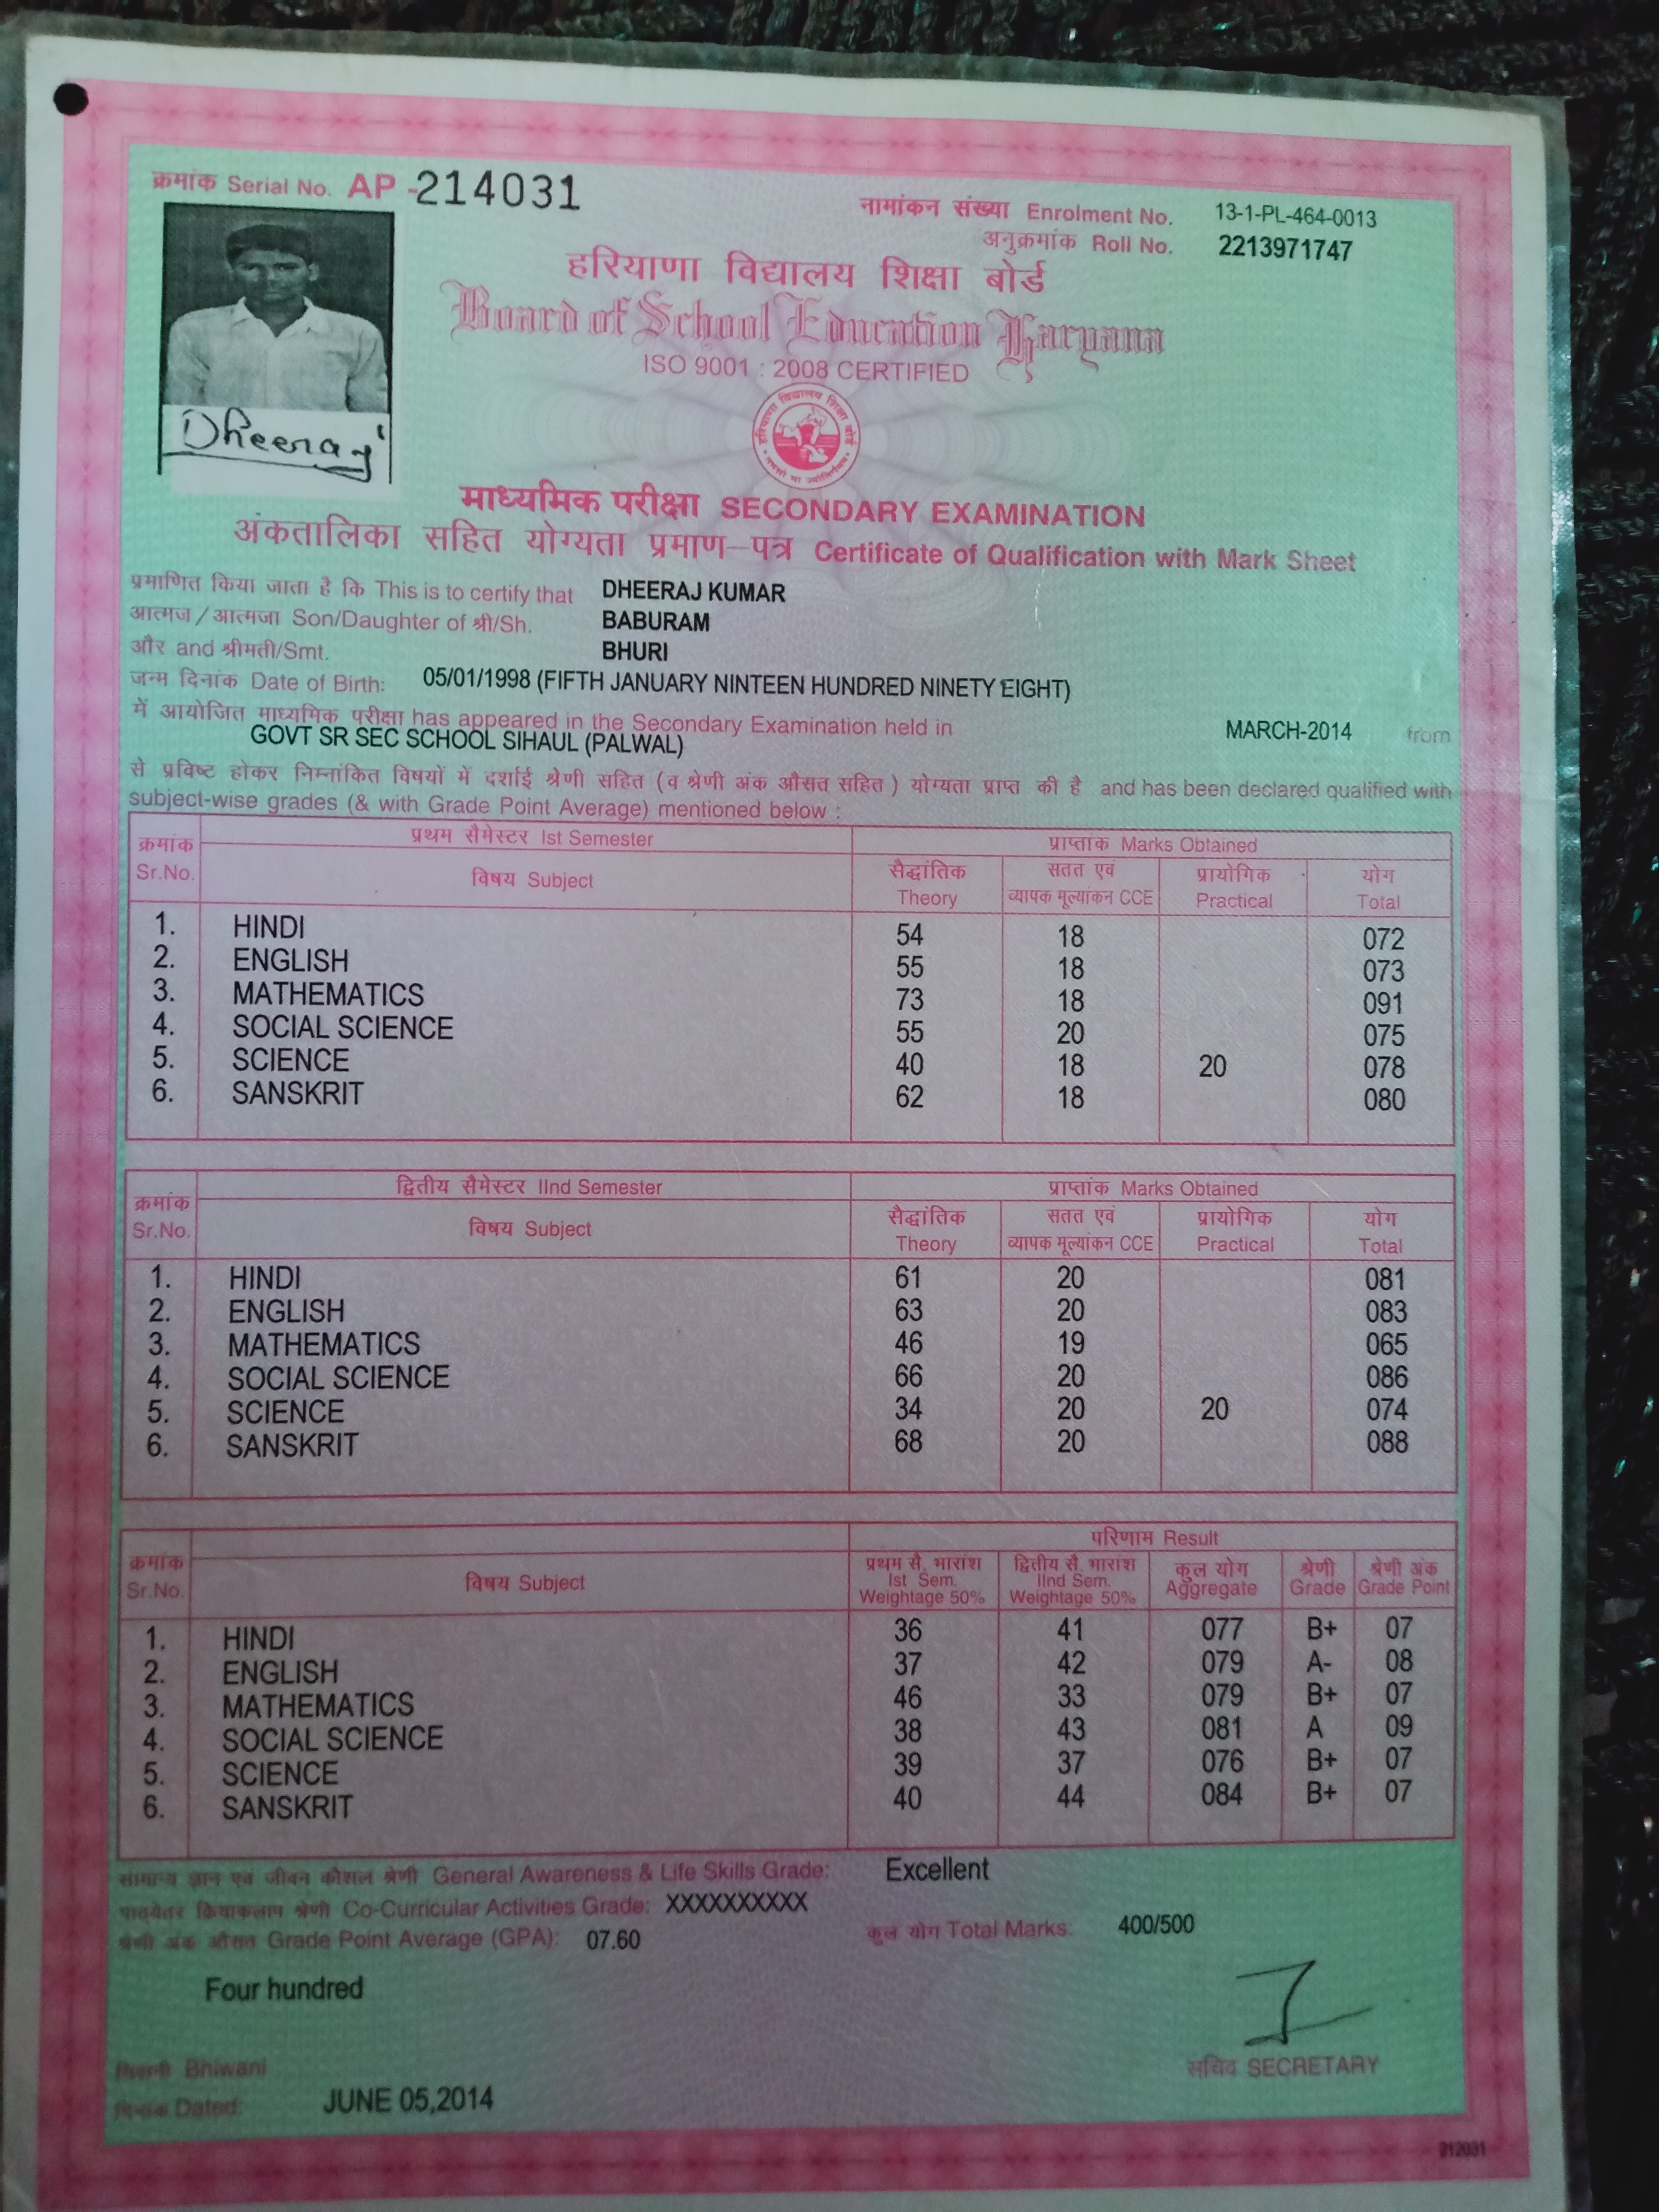 क्रमांक Serial No. AP -214031
नामांकन संख्या Enrolment No. 13-1-PL-464-0013
अनुक्रमांक Roll No. 2213971747
हरियाणा विद्यालय शिक्षा बोर्ड
Board of School Education Haryana
ISO 9001 : 2008 CERTIFIED
हरियाणा विद्यालय शिक्षा बोर्ड
Dheeraj
माध्यमिक परीक्षा SECONDARY EXAMINATION
अंकतालिका सहित योग्यता प्रमाण–पत्र Certificate of Qualification with Mark Sheet
प्रमाणित किया जाता है कि This is to certify that DHEERAJ KUMAR
आत्मज / आत्मजा Son/Daughter of श्री/Sh. BABURAM
और and श्रीमती/Smt. BHURI
जन्म दिनांक Date of Birth: 05/01/1998 (FIFTH JANUARY NINTEEN HUNDRED NINETY EIGHT)
में आयोजित माध्यमिक परीक्षा has appeared in the Secondary Examination held in MARCH-2014 from
GOVT SR SEC SCHOOL SIHAUL (PALWAL)
से प्रविष्ट होकर निम्नांकित विषयों में दर्शाई श्रेणी सहित (व श्रेणी अंक औसत सहित) योग्यता प्राप्त की है and has been declared qualified with
subject-wise grades (& with Grade Point Average) mentioned below :
क्रमांक प्रथम सैमेस्टर Ist Semester प्राप्तांक Marks Obtained
Sr.No. विषय Subject सैद्धांतिक Theory सतत एवं व्यापक मूल्यांकन CCE प्रायोगिक Practical योग Total
1. HINDI 54 18 072
2. ENGLISH 55 18 073
3. MATHEMATICS 73 18 091
4. SOCIAL SCIENCE 55 20 075
5. SCIENCE 40 18 20 078
6. SANSKRIT 62 18 080
क्रमांक द्वितीय सैमेस्टर IInd Semester प्राप्तांक Marks Obtained
Sr.No. विषय Subject सैद्धांतिक Theory सतत एवं व्यापक मूल्यांकन CCE प्रायोगिक Practical योग Total
1. HINDI 61 20 081
2. ENGLISH 63 20 083
3. MATHEMATICS 46 19 065
4. SOCIAL SCIENCE 66 20 086
5. SCIENCE 34 20 20 074
6. SANSKRIT 68 20 088
परिणाम Result
क्रमांक Sr.No. विषय Subject प्रथम सै. भारांश Ist Sem. Weightage 50% द्वितीय सै. भारांश IInd Sem. Weightage 50% कुल योग Aggregate श्रेणी Grade श्रेणी अंक Grade Point
1. HINDI 36 41 077 B+ 07
2. ENGLISH 37 42 079 A- 08
3. MATHEMATICS 46 33 079 B+ 07
4. SOCIAL SCIENCE 38 43 081 A 09
5. SCIENCE 39 37 076 B+ 07
6. SANSKRIT 40 44 084 B+ 07
सामान्य ज्ञान एवं जीवन कौशल श्रेणी General Awareness & Life Skills Grade: Excellent
पाठ्येतर क्रियाकलाप श्रेणी Co-Curricular Activities Grade: XXXXXXXXXX
श्रेणी अंक औसत Grade Point Average (GPA): 07.60 कुल योग Total Marks: 400/500
Four hundred
भिवानी Bhiwani
सचिव SECRETARY
दिनांक Dated: JUNE 05,2014
212031